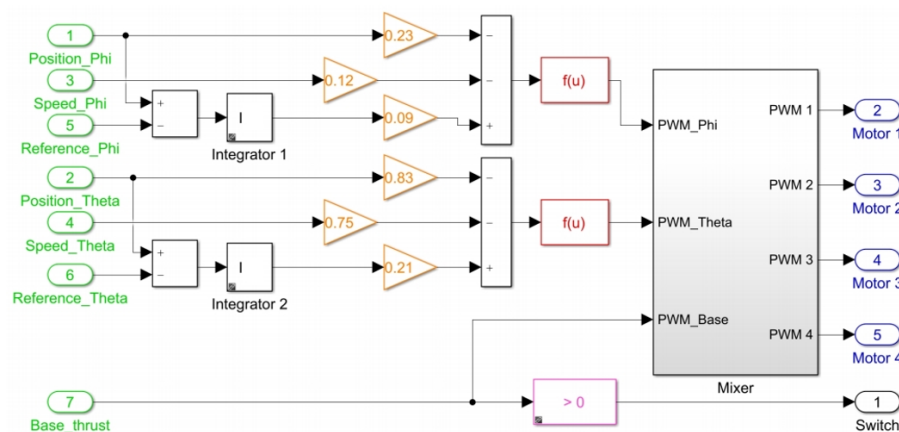 1
Position_Phi
0.23
−
3
Speed_Phi
0.12
−
f(u)
5
Reference_Phi
+
−
I
Integrator 1
0.09
+
2
Position_Theta
0.83
−
4
Speed_Theta
0.75
−
f(u)
6
Reference_Theta
+
−
I
Integrator 2
0.21
+
PWM_Phi
PWM_Theta
PWM_Base
PWM 1
PWM 2
PWM 3
PWM 4
Mixer
2
Motor 1
3
Motor 2
4
Motor 3
5
Motor 4
7
Base_thrust
> 0
1
Switch